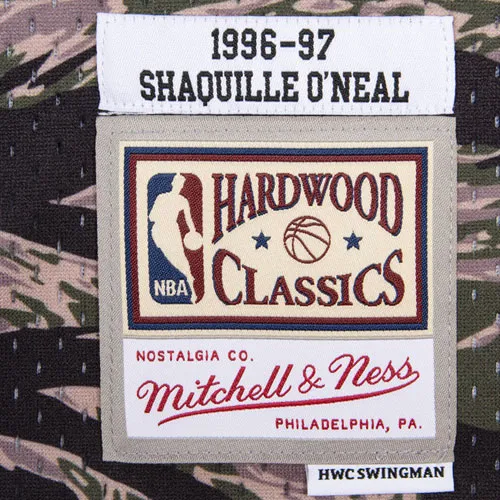 1996-97
SHAQUILLE O'NEAL
HARDWOOD
NBA
CLASSICS
NOSTALGIA CO.
Mitchell & Ness
PHILADELPHIA, PA.
HWC SWINGMAN